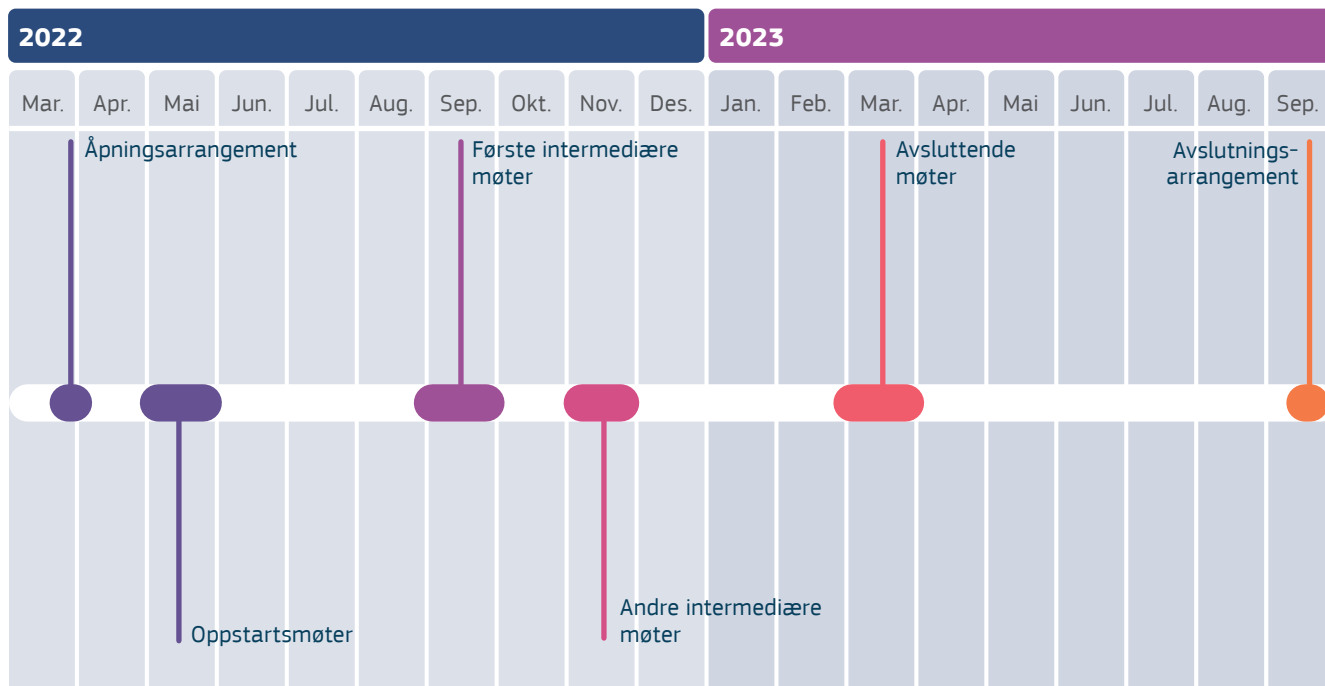 2022
2023
Mar. Apr. Mai Jun. Jul. Aug. Sep. Okt. Nov. Des. Jan. Feb. Mar. Apr. Mai Jun. Jul. Aug. Sep.
Åpningsarrangement
Første intermediære
møter
Avsluttende
møter
Avslutnings-
arrangement
Oppstartsmøter
Andre intermediære
møter